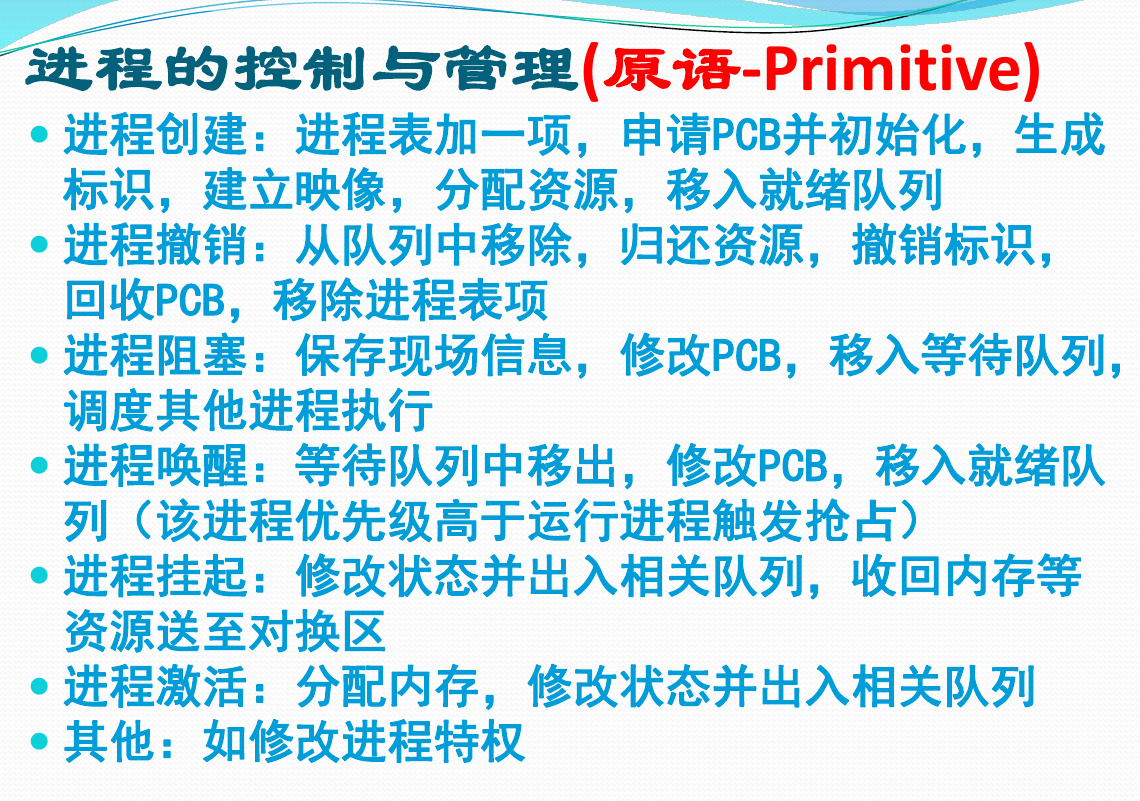 进程的控制与管理(原语-Primitive)
进程创建：进程表加一项，申请PCB并初始化，生成
标识，建立映像，分配资源，移入就绪队列
进程撤销：从队列中移除，归还资源，撤销标识，
回收PCB，移除进程表项
进程阻塞：保存现场信息，修改PCB，移入等待队列，
调度其他进程执行
进程唤醒：等待队列中移出，修改PCB，移入就绪队
列（该进程优先级高于运行进程触发抢占）
进程挂起：修改状态并出入相关队列，收回内存等
资源送至对换区
进程激活：分配内存，修改状态并出入相关队列
其他：如修改进程特权